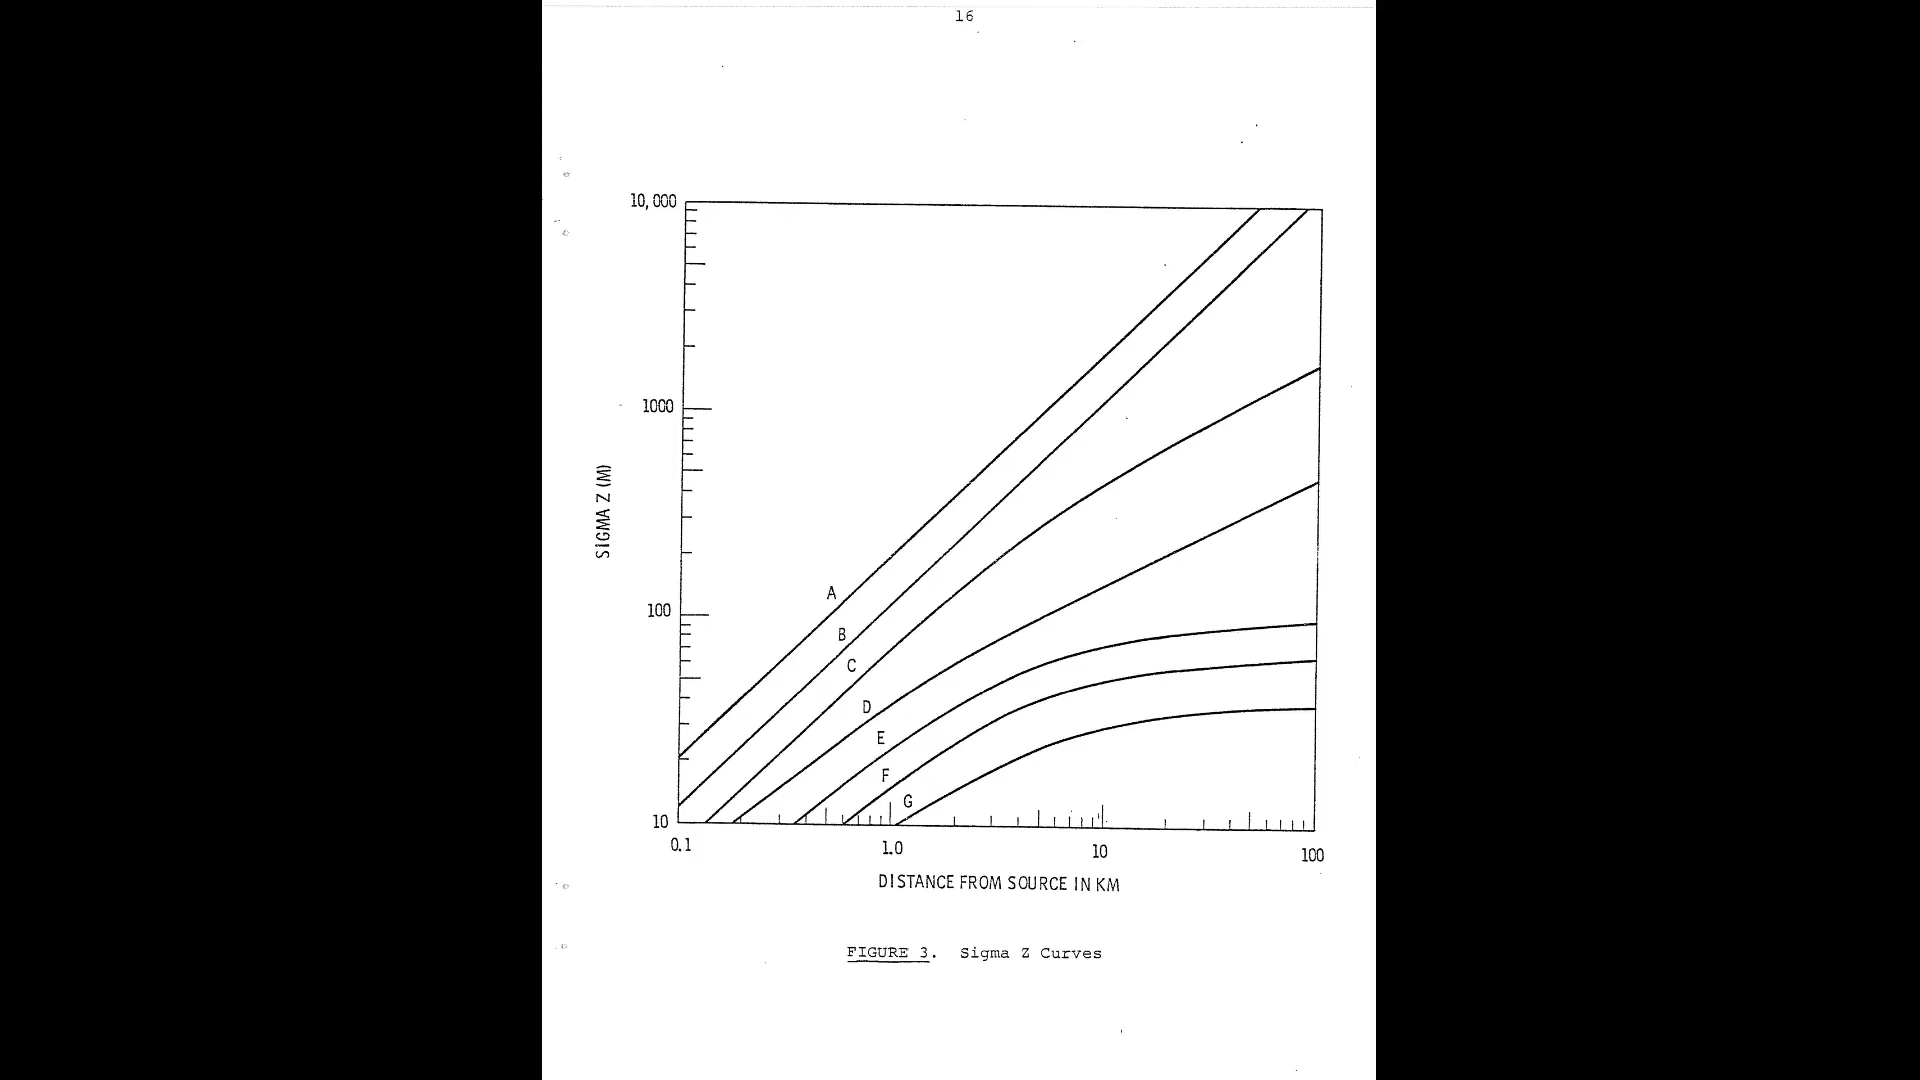 16
10,000
1000
SIGMA Z (M)
A
100
B
C
D
E
F
G
10
0.1
1.0
10
100
DISTANCE FROM SOURCE IN KM
FIGURE 3. Sigma Z Curves